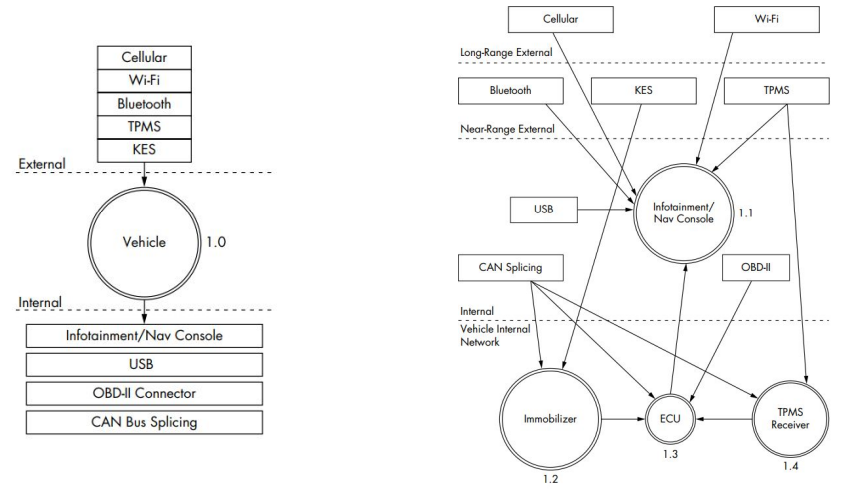 Cellular
Wi-Fi
Bluetooth
TPMS
KES
External
Vehicle
1.0
Internal
Infotainment/Nav Console
USB
OBD-II Connector
CAN Bus Splicing
Cellular
Wi-Fi
Long-Range External
Bluetooth
KES
TPMS
Near-Range External
USB
Infotainment/
Nav Console
1.1
CAN Splicing
OBD-II
Internal
Vehicle Internal
Network
Immobilizer
1.2
ECU
1.3
TPMS
Receiver
1.4